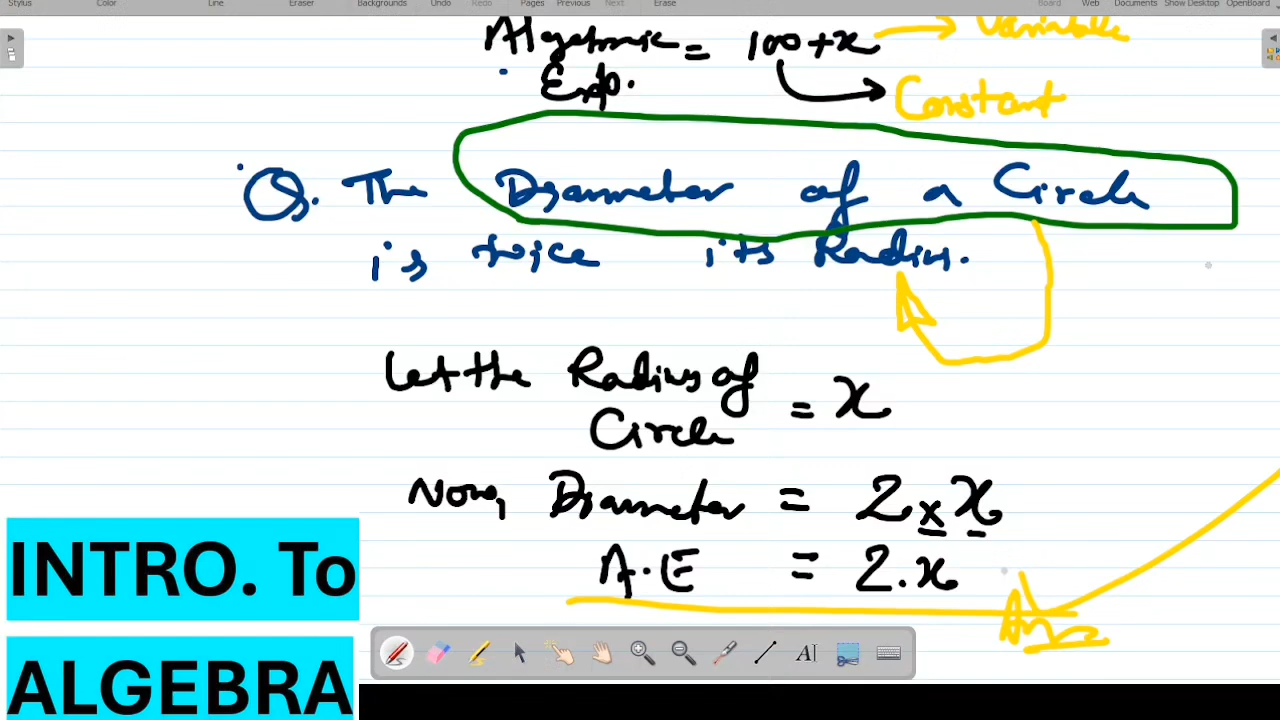 Stylus Color Line Eraser Backgrounds Undo Redo Pages Previous Next Erase Board Web Documents Show Desktop OpenBoard
Algebraic = 100 + x Variable
Exp. Constant
Q. The Diameter of a Circle
is twice its Radius.
Let the Radius of
Circle = x
Now, Diameter = 2 x x
A.E = 2.x
Ans
INTRO. To
ALGEBRA